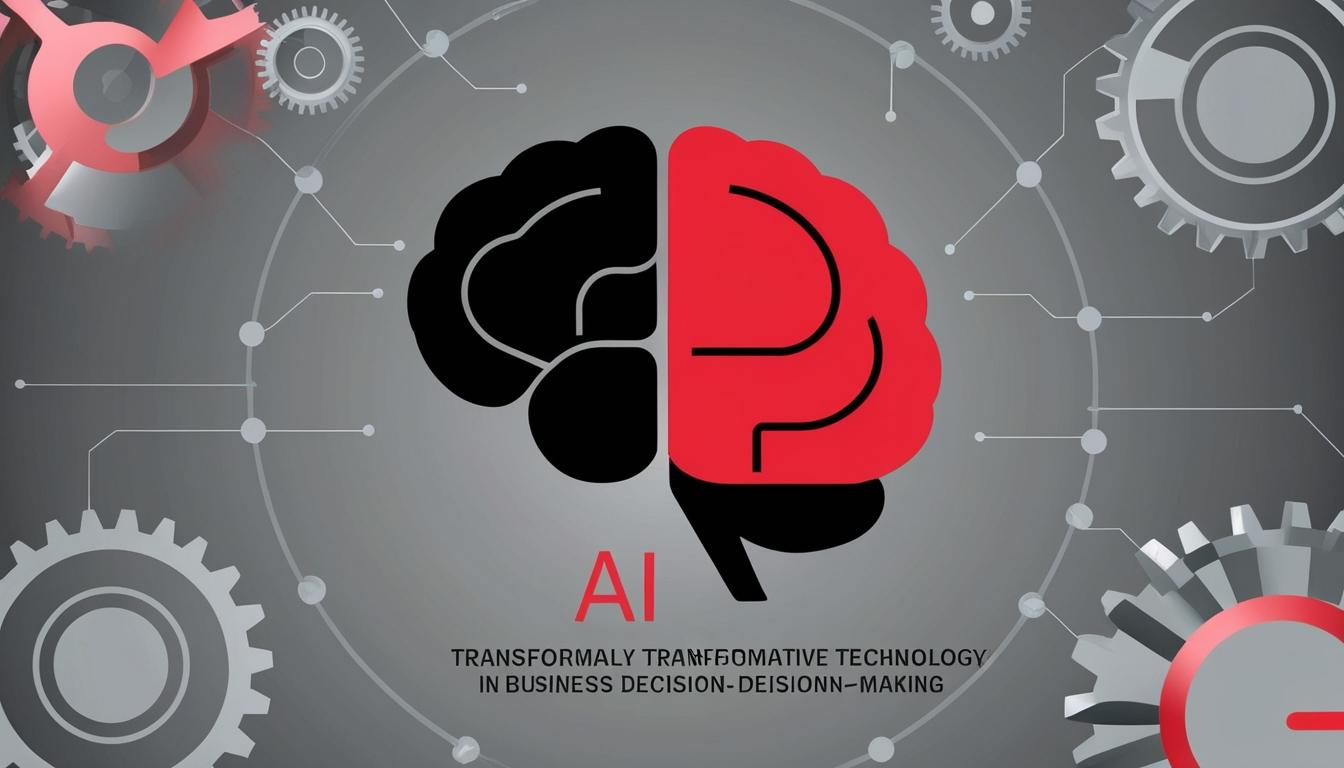 AI
TRANSFORMALY TECHNOLOGY
IN BUSINESS DECISION-DEISIONN-MAKING